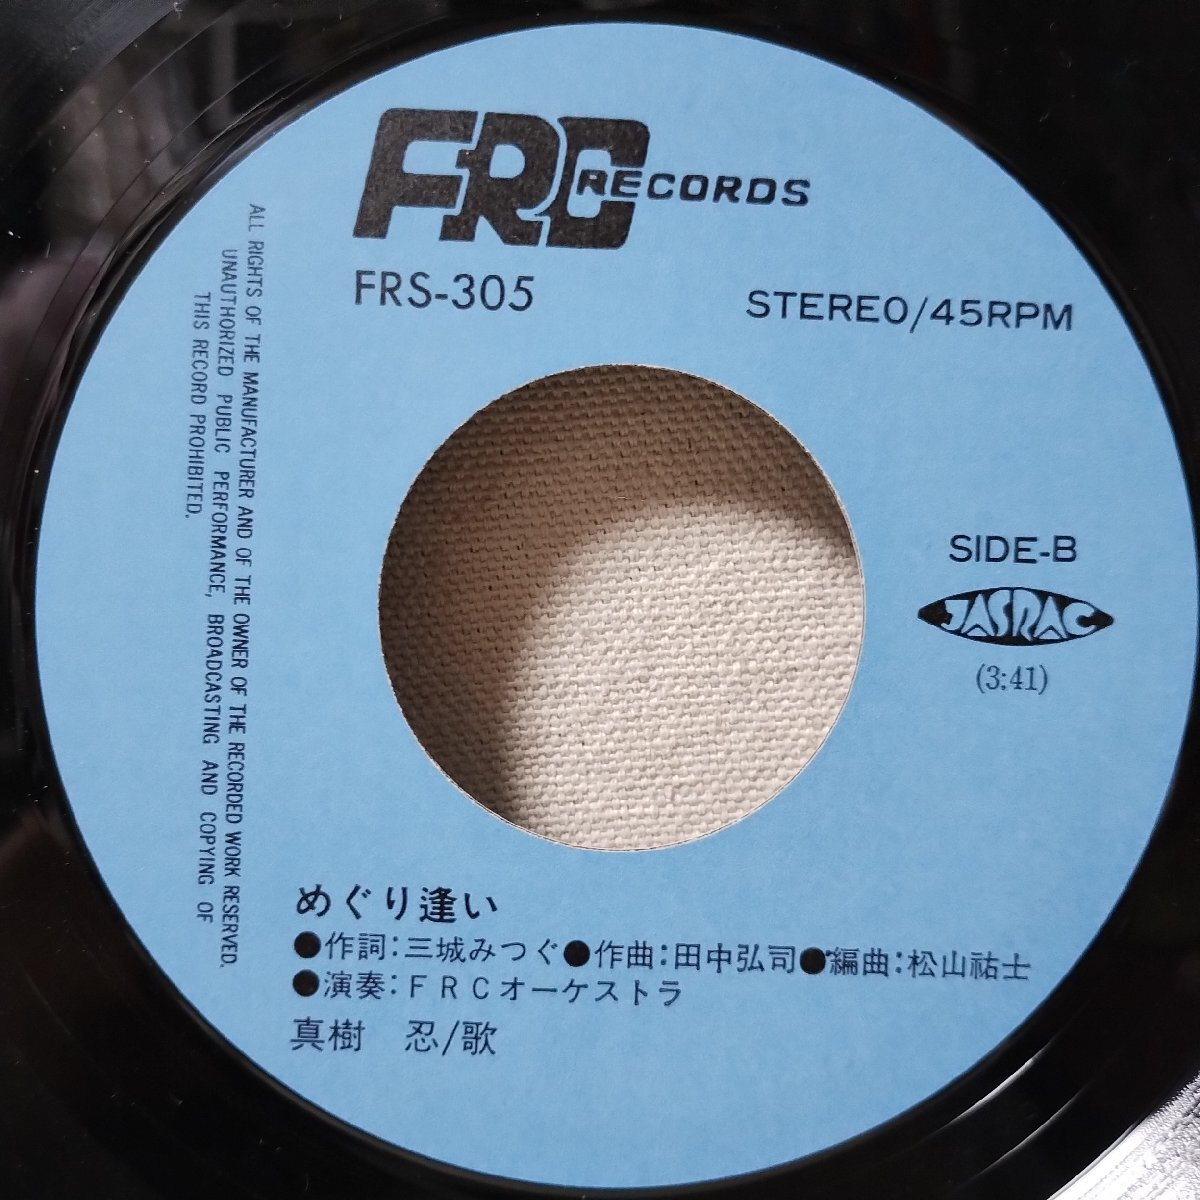 FRC RECORDS
FRS-305
STEREO/45RPM
SIDE-B
JASRAC
(3:41)
ALL RIGHTS OF THE MANUFACTURER AND OF THE OWNER OF THE RECORDED WORK RESERVED.
UNAUTHORIZED PUBLIC PERFORMANCE, BROADCASTING AND COPYING OF
THIS RECORD PROHIBITED.
めぐり逢い
●作詞:三城みつぐ●作曲:田中弘司●編曲:松山祐士
●演奏:FRCオーケストラ
真樹 忍/歌